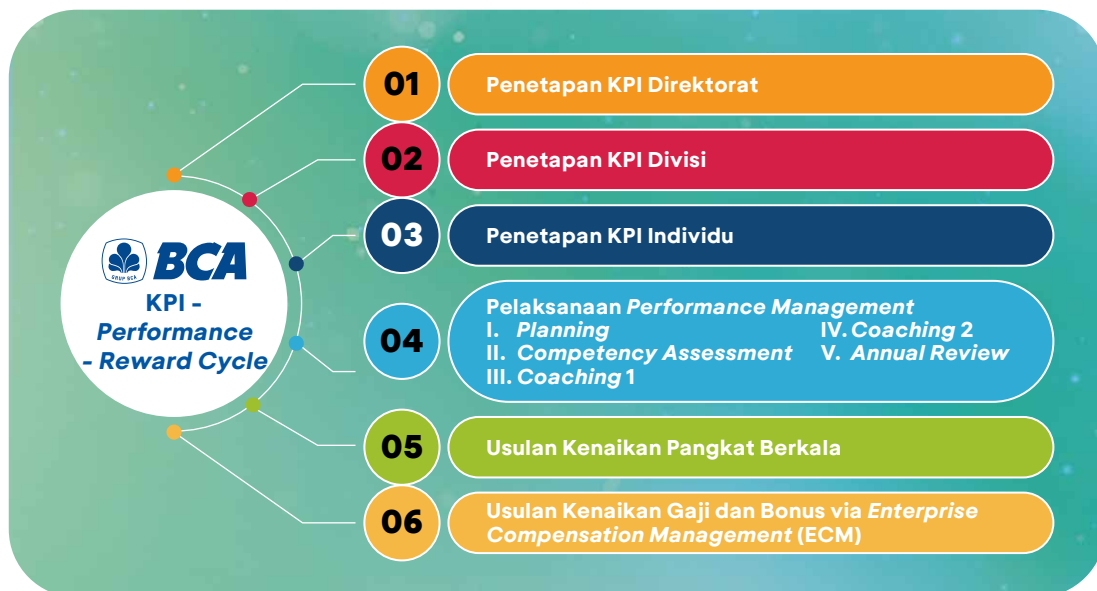 GRUP BCA
BCA
KPI -
Performance
- Reward Cycle
01
Penetapan KPI Direktorat
02
Penetapan KPI Divisi
03
Penetapan KPI Individu
04
Pelaksanaan Performance Management
I. Planning
II. Competency Assessment
III. Coaching 1
IV. Coaching 2
V. Annual Review
05
Usulan Kenaikan Pangkat Berkala
06
Usulan Kenaikan Gaji dan Bonus via Enterprise
Compensation Management (ECM)